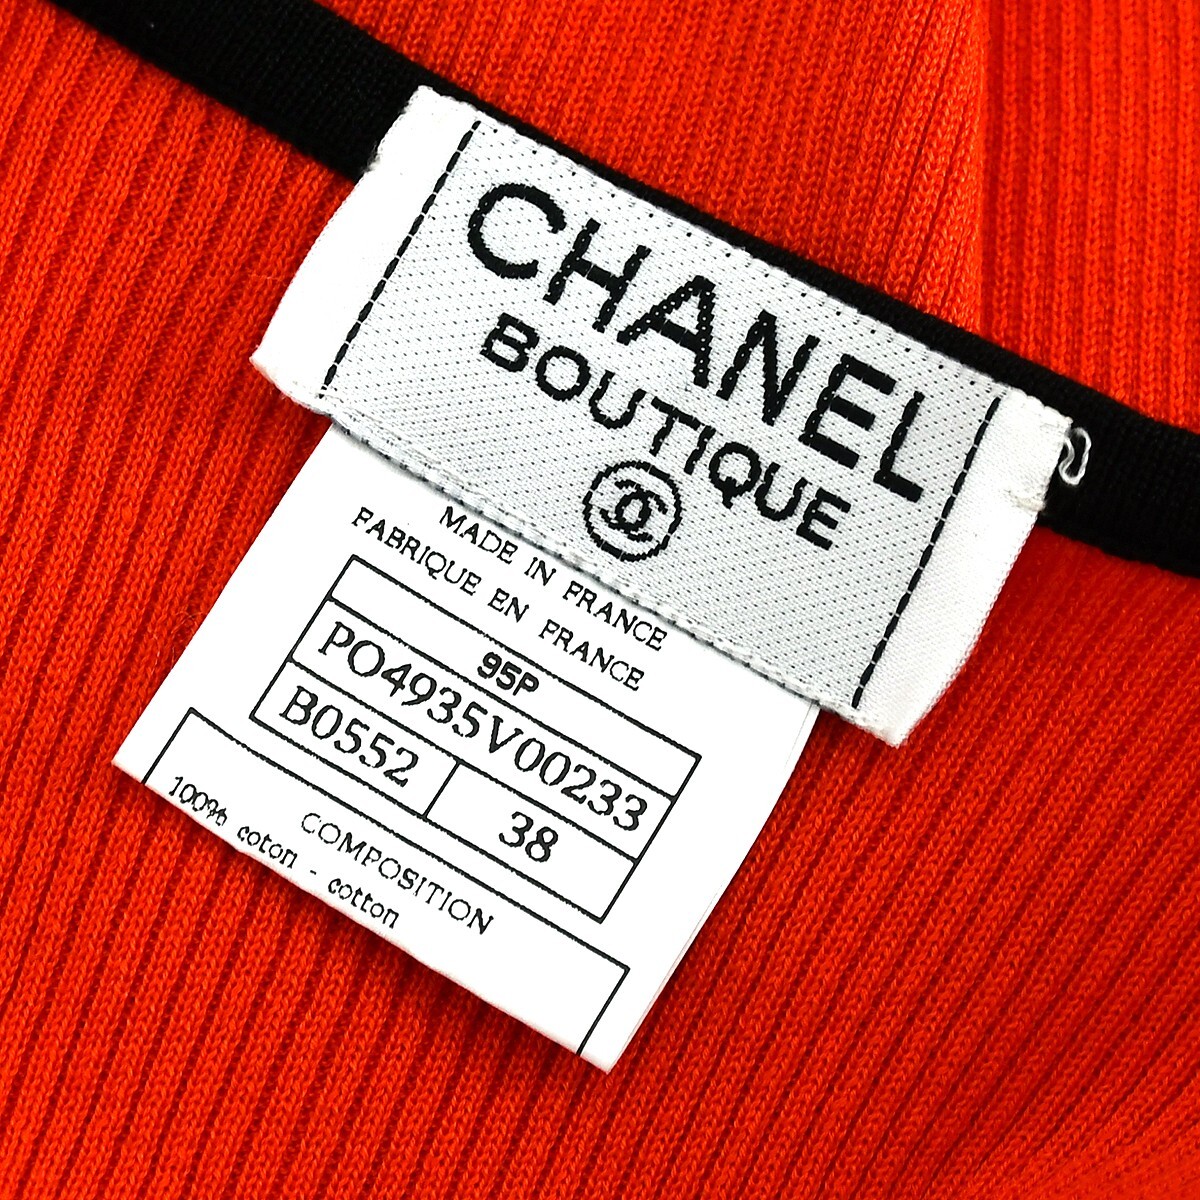 CHANEL
BOUTIQUE
MADE IN FRANCE
FABRIQUE EN FRANCE
95P
PO4935V00233
B0552 38
COMPOSITION
100% coton - cotton